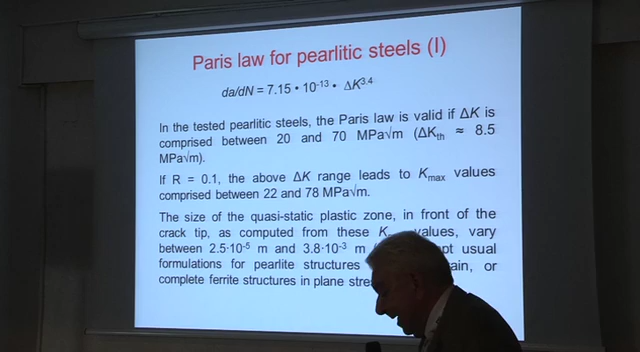 Paris law for pearlitic steels (I)
da/dN = 7.15 • 10⁻¹³ • ΔK³·⁴
In the tested pearlitic steels, the Paris law is valid if ΔK is
comprised between 20 and 70 MPa√m (ΔKth ≈ 8.5
MPa√m).
If R = 0.1, the above ΔK range leads to Kmax values
comprised between 22 and 78 MPa√m.
The size of the quasi-static plastic zone, in front of the
crack tip, as computed from these K values, vary
between 2.5·10⁻⁵ m and 3.8·10⁻³ m usual
formulations for pearlite structures or
complete ferrite structures in plane